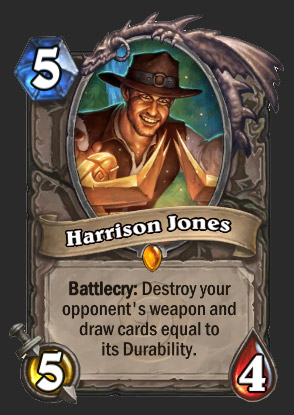 5
Harrison Jones
Battlecry: Destroy your
opponent's weapon and
draw cards equal to
its Durability.
5
4